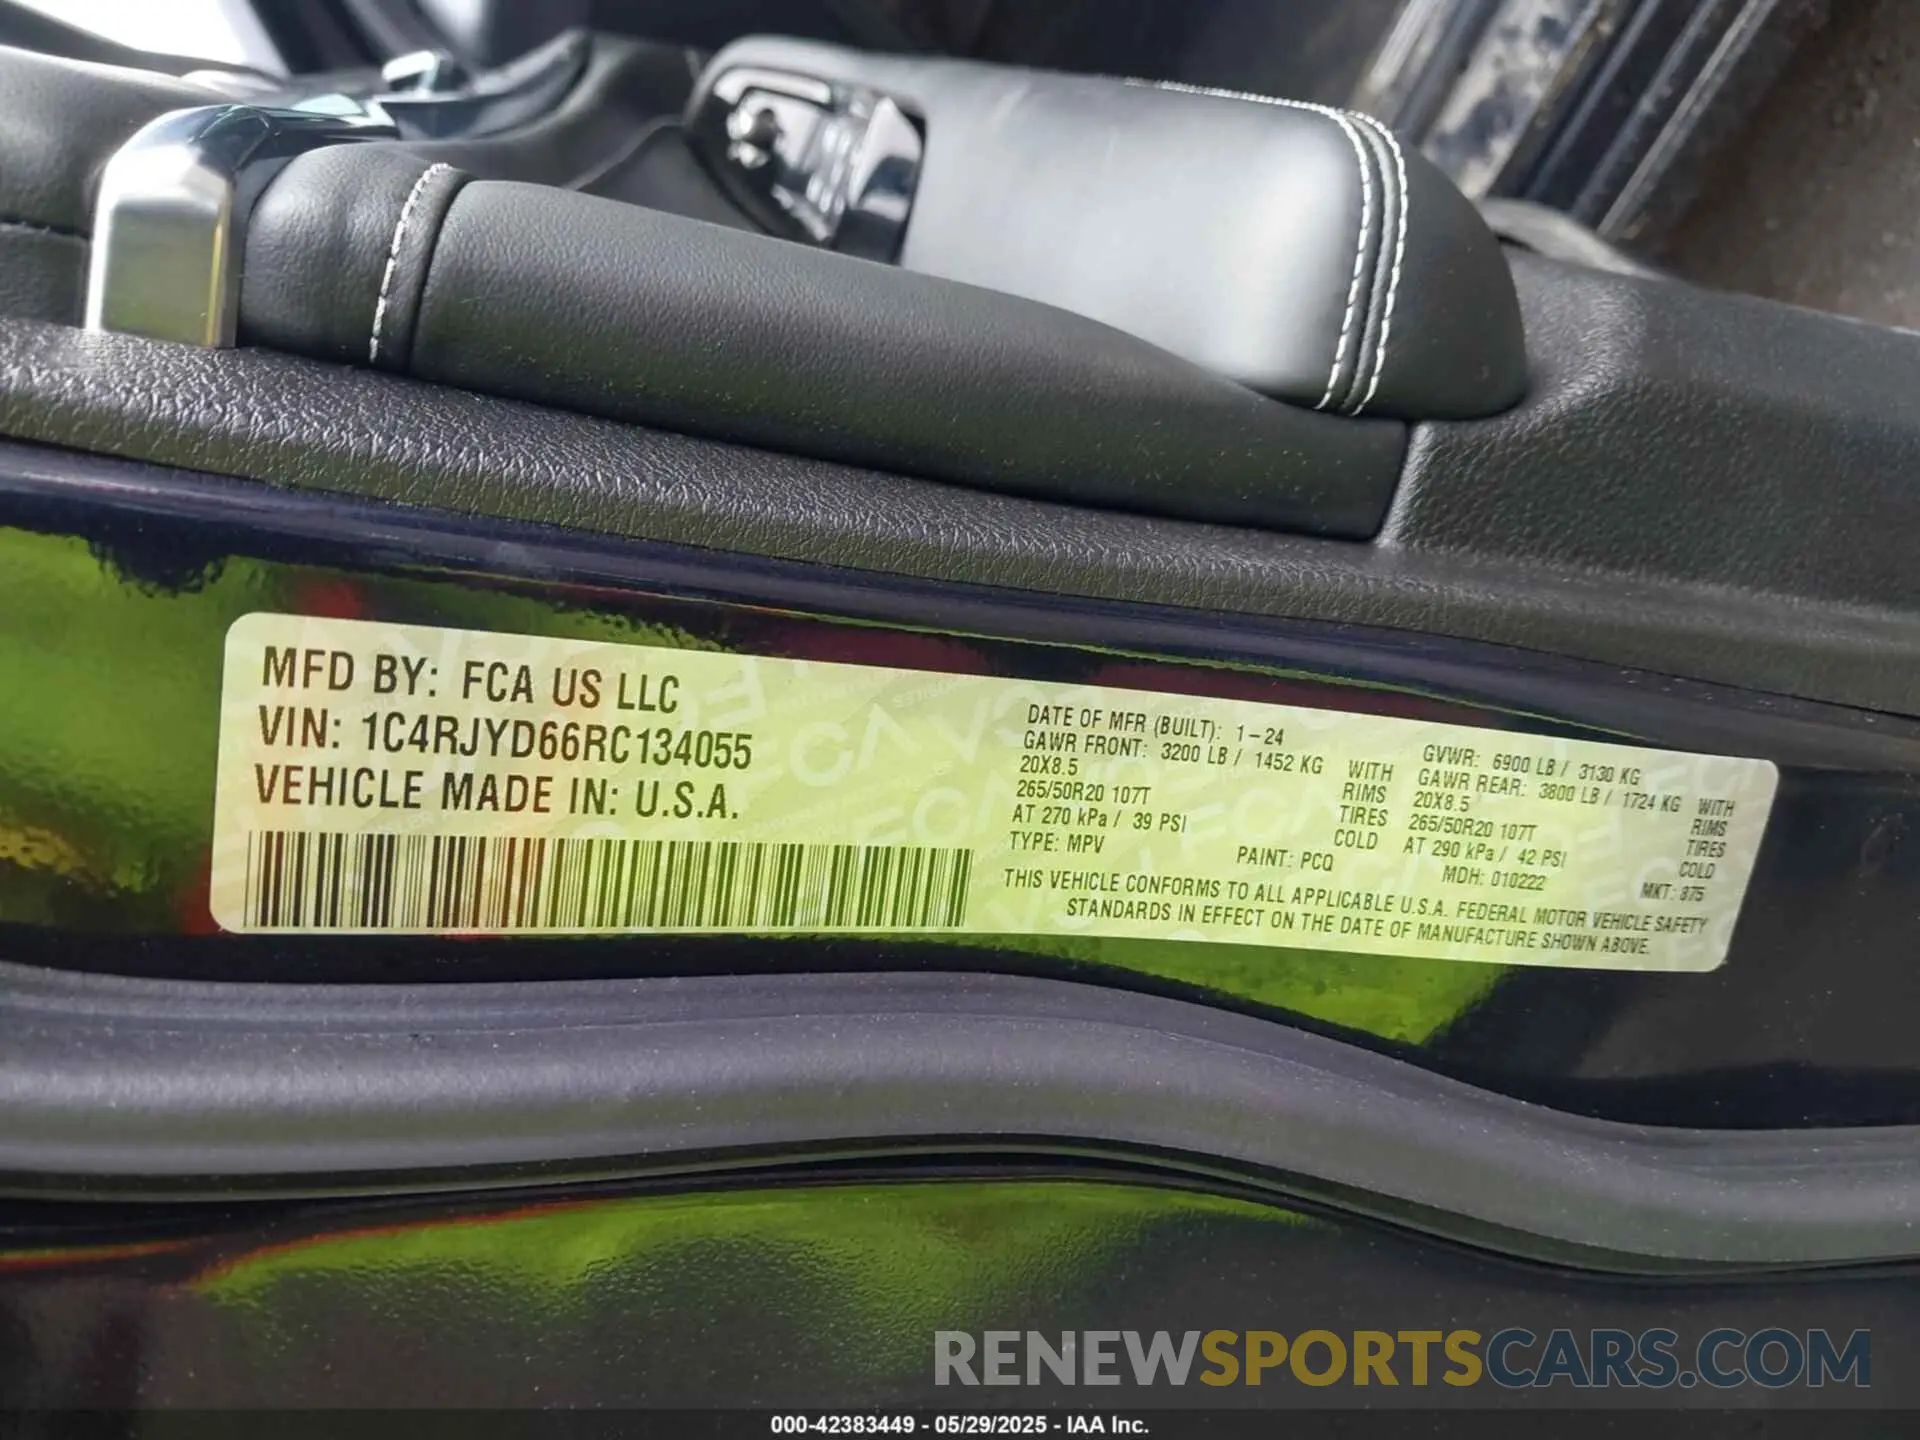 MFD BY: FCA US LLC
VIN: 1C4RJYD66RC134055
VEHICLE MADE IN: U.S.A.
DATE OF MFR (BUILT): 1-24
GAWR FRONT: 3200 LB / 1452 KG WITH
20X8.5 RIMS
265/50R20 107T TIRES
AT 270 kPa / 39 PSI COLD
GVWR: 6900 LB / 3130 KG
GAWR REAR: 3800 LB / 1724 KG WITH
20X8.5 RIMS
265/50R20 107T TIRES
AT 290 kPa / 42 PSI COLD
TYPE: MPV PAINT: PCQ MDH: 010222 MKT: 875
THIS VEHICLE CONFORMS TO ALL APPLICABLE U.S.A. FEDERAL MOTOR VEHICLE SAFETY
STANDARDS IN EFFECT ON THE DATE OF MANUFACTURE SHOWN ABOVE.
RENEWSPORTSCARS.COM
000-42383449 - 05/29/2025 - IAA Inc.